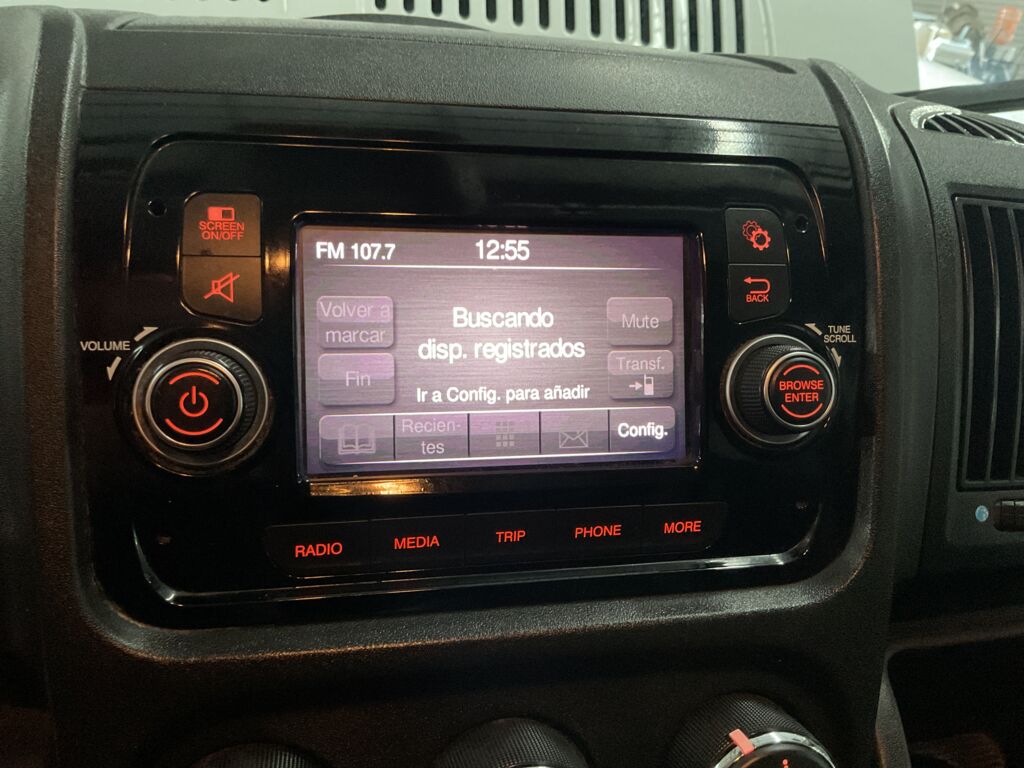 SCREEN
ON/OFF
VOLUME
FM 107.7
12:55
Volver a
marcar
Fin
Buscando
disp. registrados
Ir a Config. para añadir
Mute
Transf.
Recien-
tes
Config.
BACK
TUNE
SCROLL
BROWSE
ENTER
RADIO
MEDIA
TRIP
PHONE
MORE